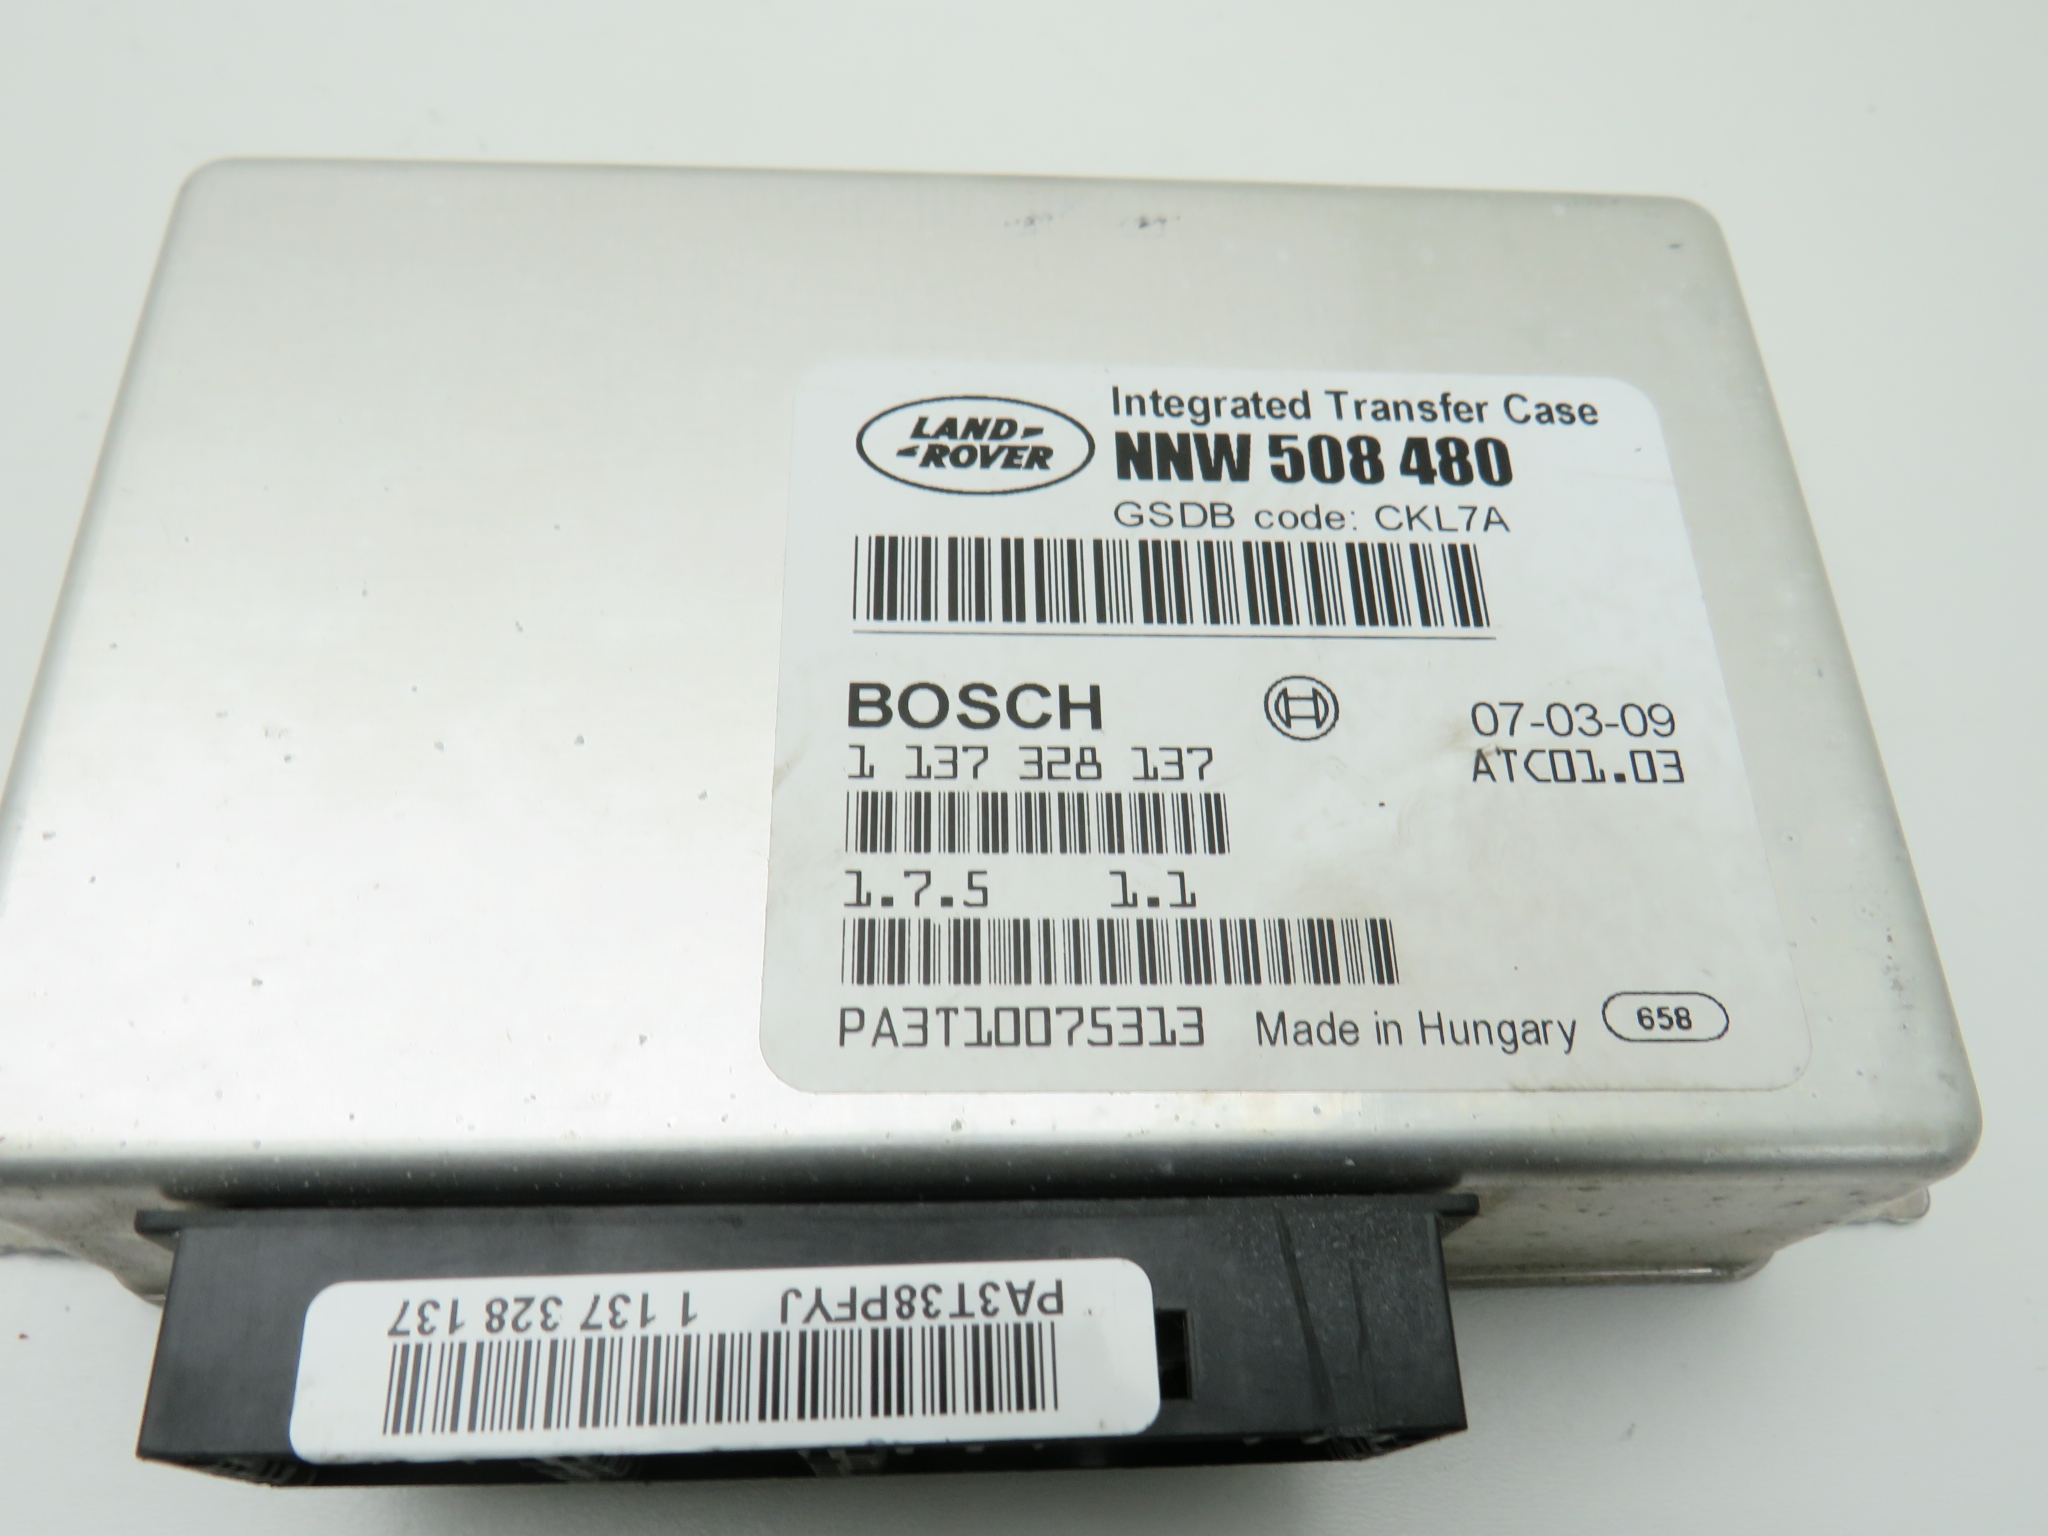 LAND
ROVER
Integrated Transfer Case
NNW 508 480
GSDB code: CKL7A
BOSCH
07-03-09
1 137 328 137
ATC01.03
1.7.5 1.1
PA3T10075313 Made in Hungary 658
PA3T38PFYJ 1 137 328 137